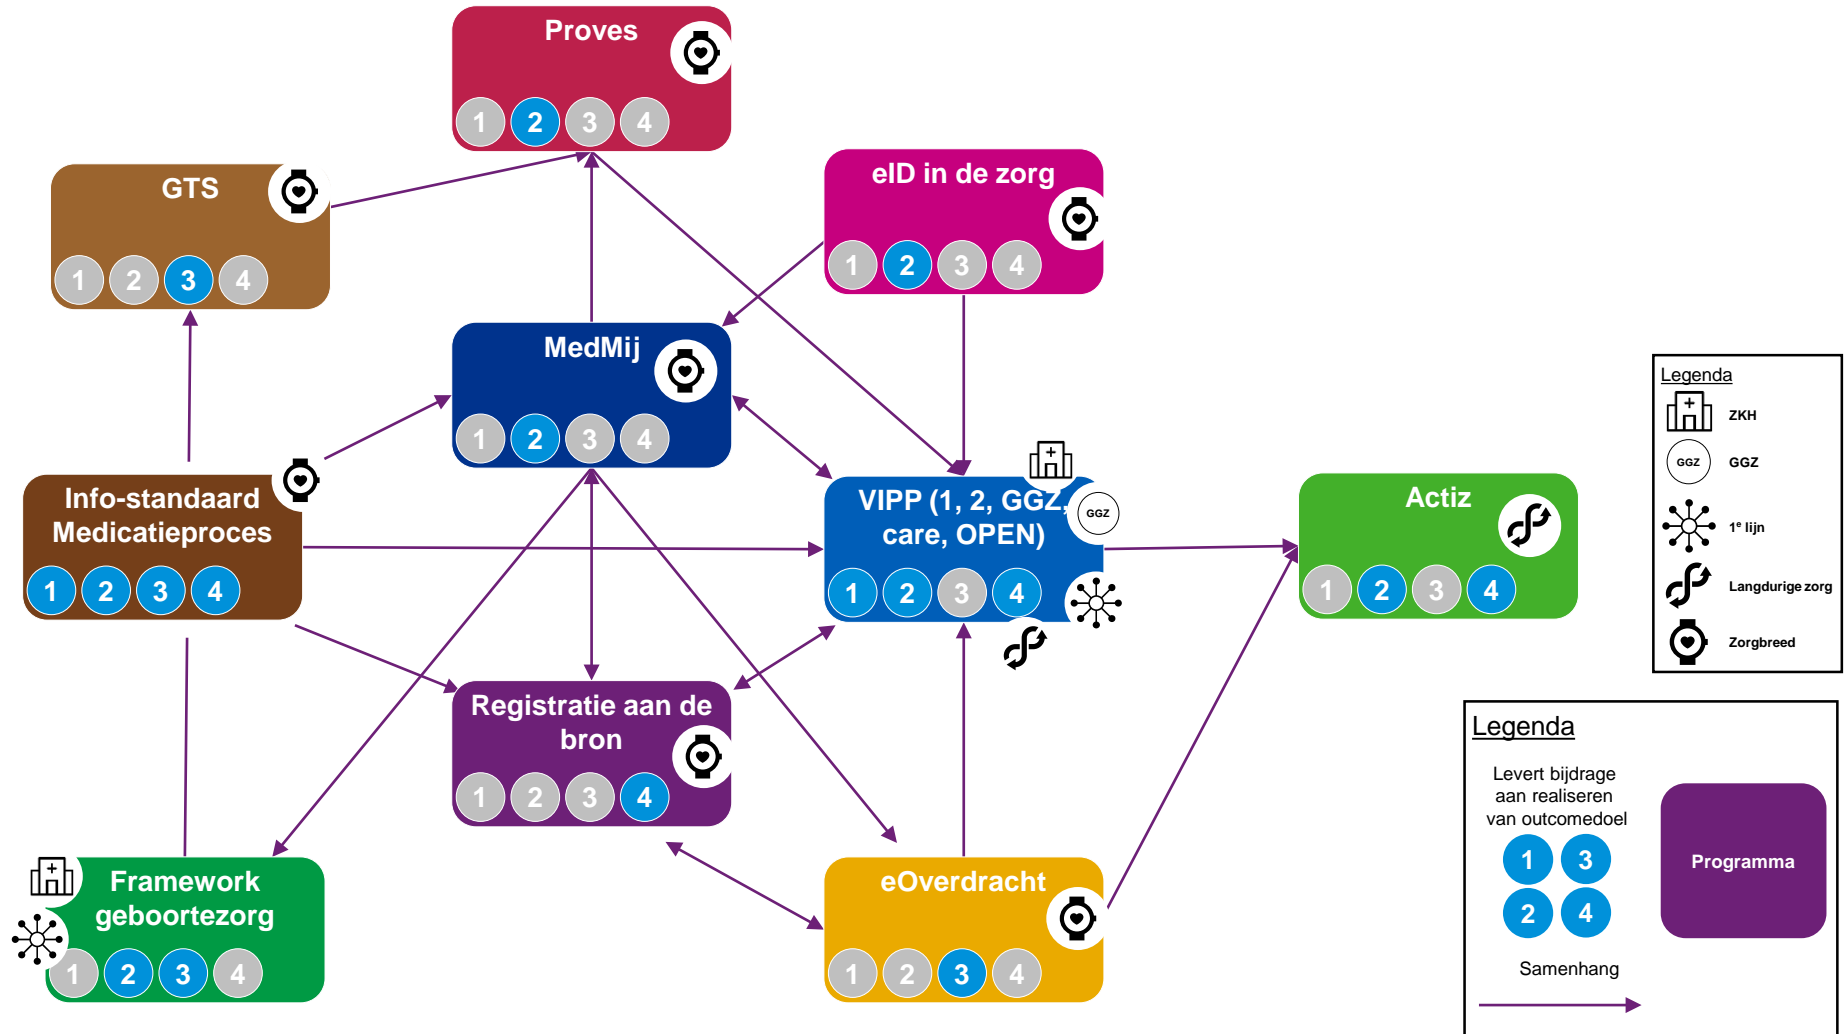 Proves
1 2 3 4
GTS
1 2 3 4
eID in de zorg
1 2 3 4
MedMij
1 2 3 4
Info-standaard
Medicatieproces
1 2 3 4
VIPP (1, 2, GGZ,
care, OPEN)
GGZ
1 2 3 4
Actiz
1 2 3 4
Registratie aan de
bron
1 2 3 4
Framework
geboortezorg
1 2 3 4
eOverdracht
1 2 3 4
Legenda
ZKH
GGZ GGZ
1e lijn
Langdurige zorg
Zorgbreed
Legenda
Levert bijdrage
aan realiseren
van outcomedoel
1 3
2 4
Programma
Samenhang